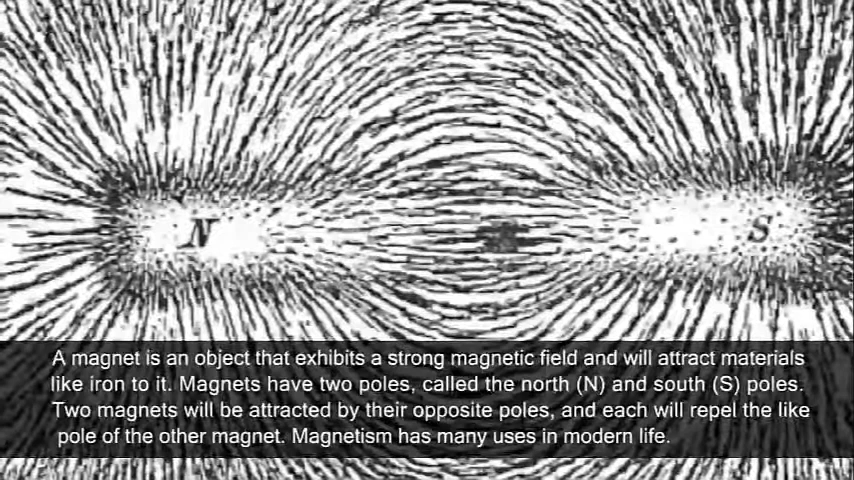 N
S
A magnet is an object that exhibits a strong magnetic field and will attract materials
like iron to it. Magnets have two poles, called the north (N) and south (S) poles.
Two magnets will be attracted by their opposite poles, and each will repel the like
pole of the other magnet. Magnetism has many uses in modern life.